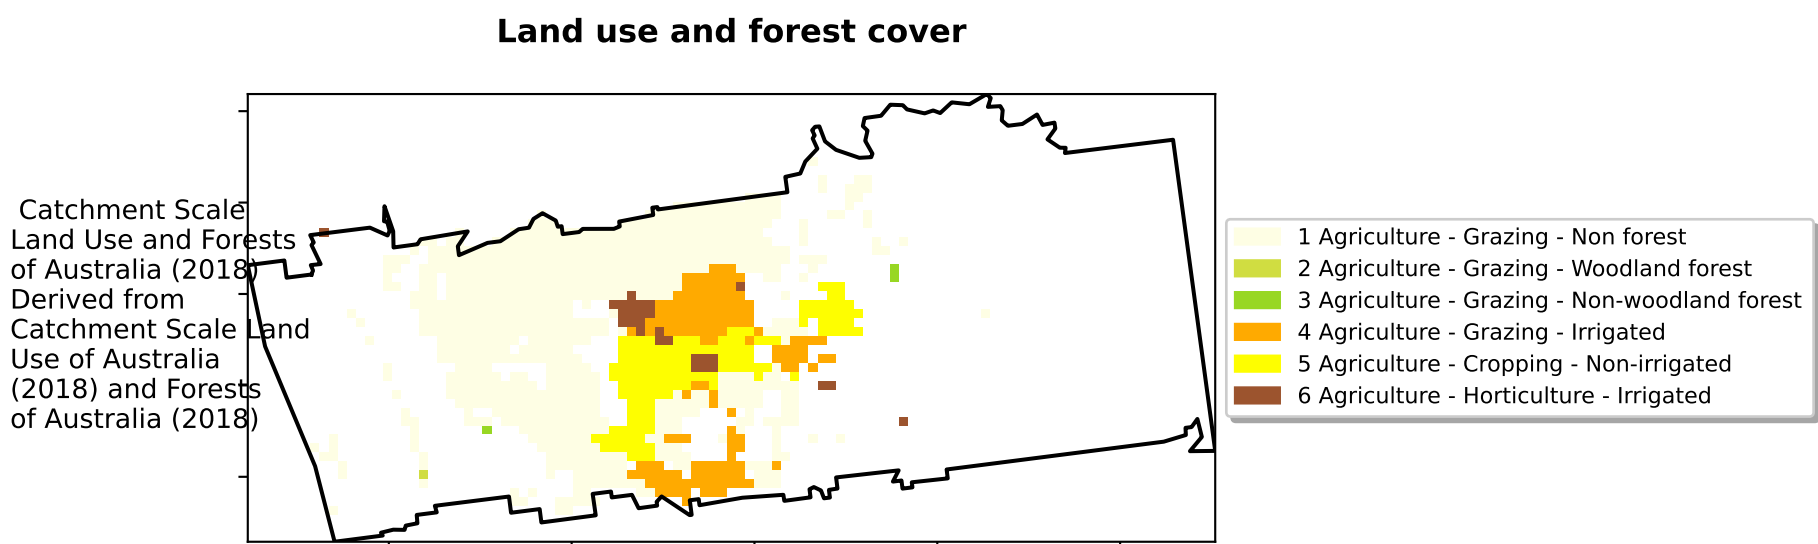 Land use and forest cover
Catchment Scale
Land Use and Forests
of Australia (2018)
Derived from
Catchment Scale Land
Use of Australia
(2018) and Forests
of Australia (2018)
1 Agriculture - Grazing - Non forest
2 Agriculture - Grazing - Woodland forest
3 Agriculture - Grazing - Non-woodland forest
4 Agriculture - Grazing - Irrigated
5 Agriculture - Cropping - Non-irrigated
6 Agriculture - Horticulture - Irrigated